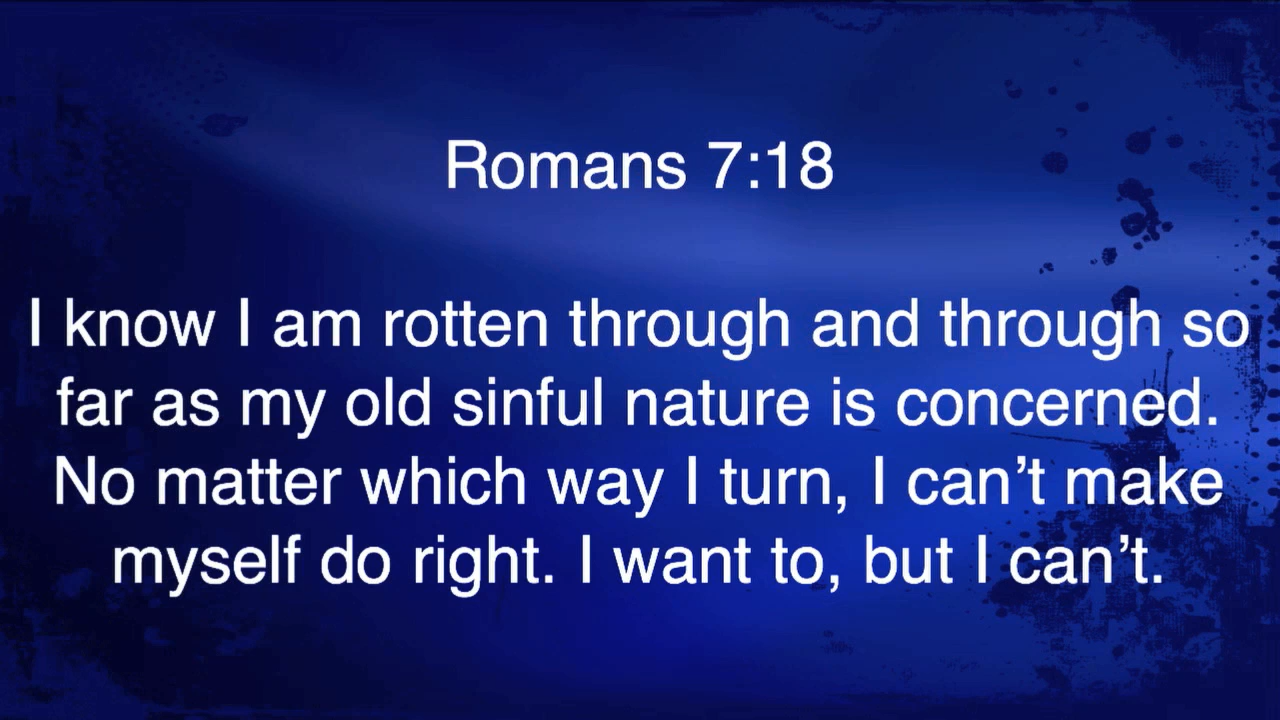 Romans 7:18
I know I am rotten through and through so
far as my old sinful nature is concerned.
No matter which way I turn, I can’t make
myself do right. I want to, but I can’t.